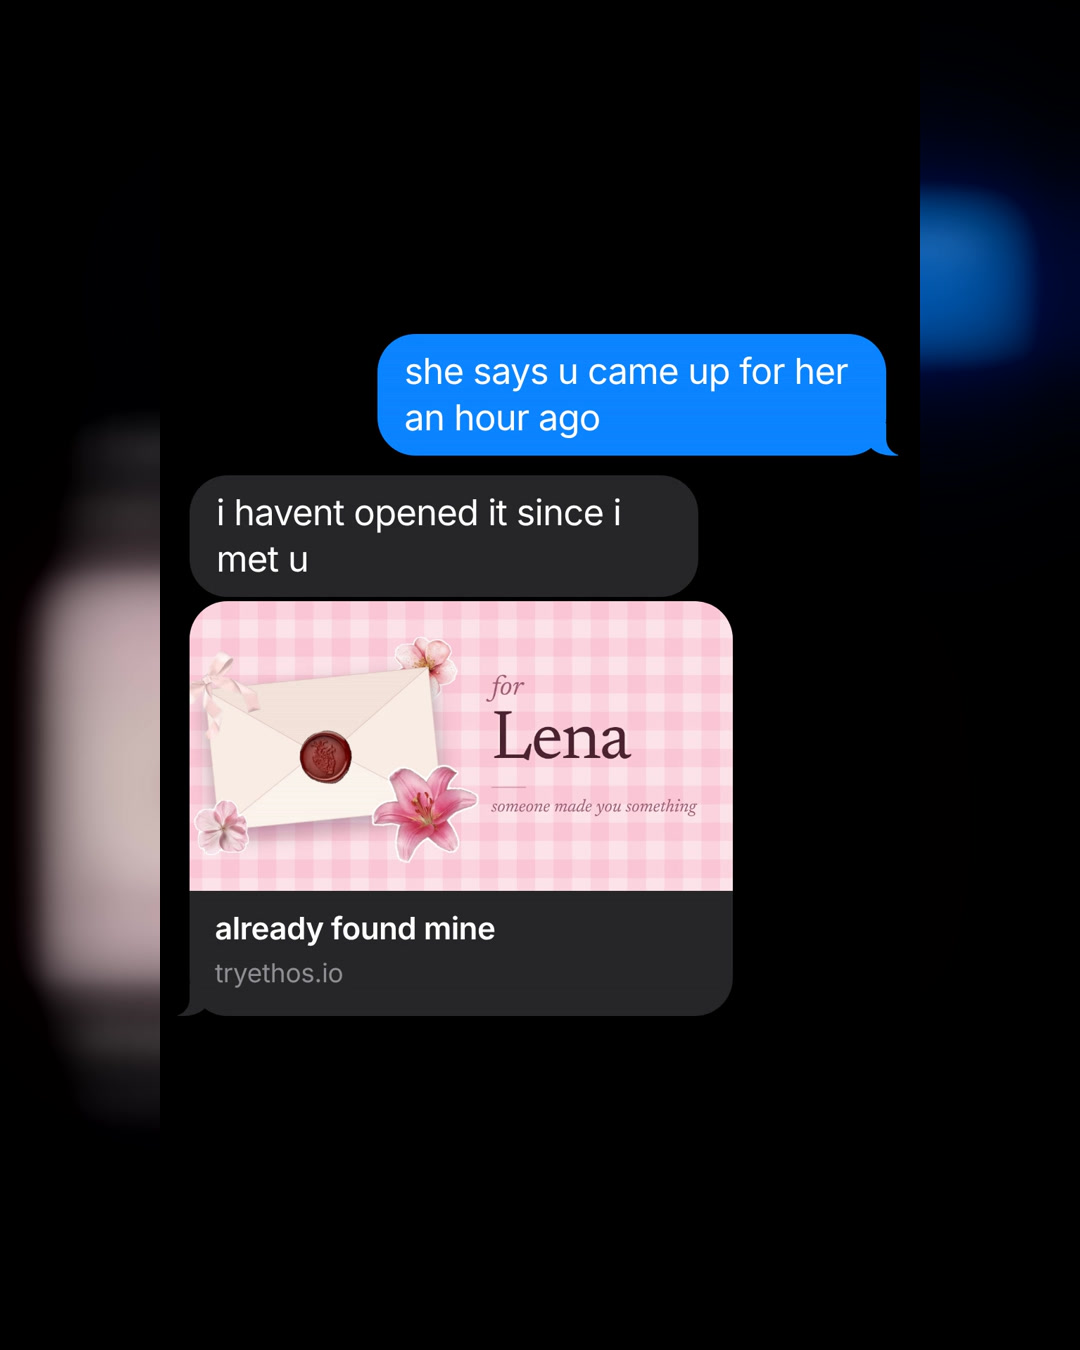 she says u came up for her
an hour ago
i havent opened it since i
met u
for
Lena
someone made you something
already found mine
tryethos.io